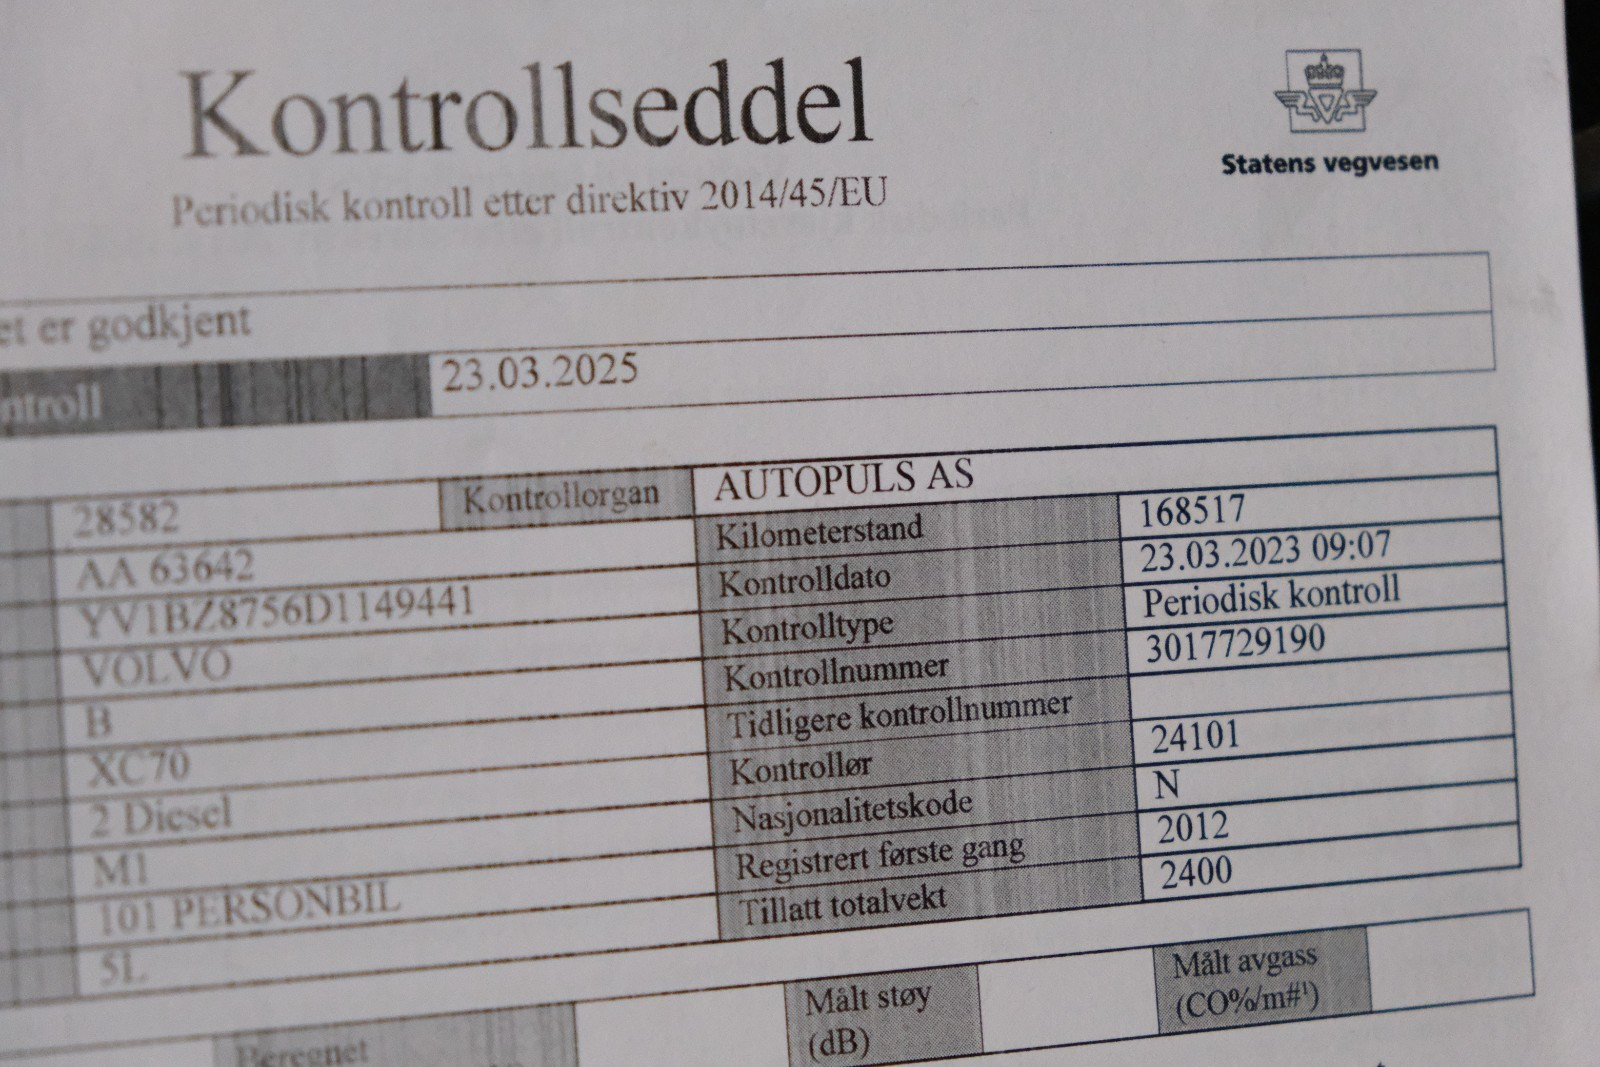 Kontrollseddel
Statens vegvesen
Periodisk kontroll etter direktiv 2014/45/EU
et er godkjent
ntroll 23.03.2025
28582 Kontrollorgan AUTOPULS AS
AA 63642 Kilometerstand 168517
YV1BZ8756D1149441 Kontrolldato 23.03.2023 09:07
VOLVO Kontrolltype Periodisk kontroll
B Kontrollnummer 3017729190
XC70 Tidligere kontrollnummer
2 Diesel Kontrollør 24101
M1 Nasjonalitetskode N
101 PERSONBIL Registrert første gang 2012
5L Tillatt totalvekt 2400
Beregnet Målt støy Målt avgass
(dB) (CO%/m#¹)